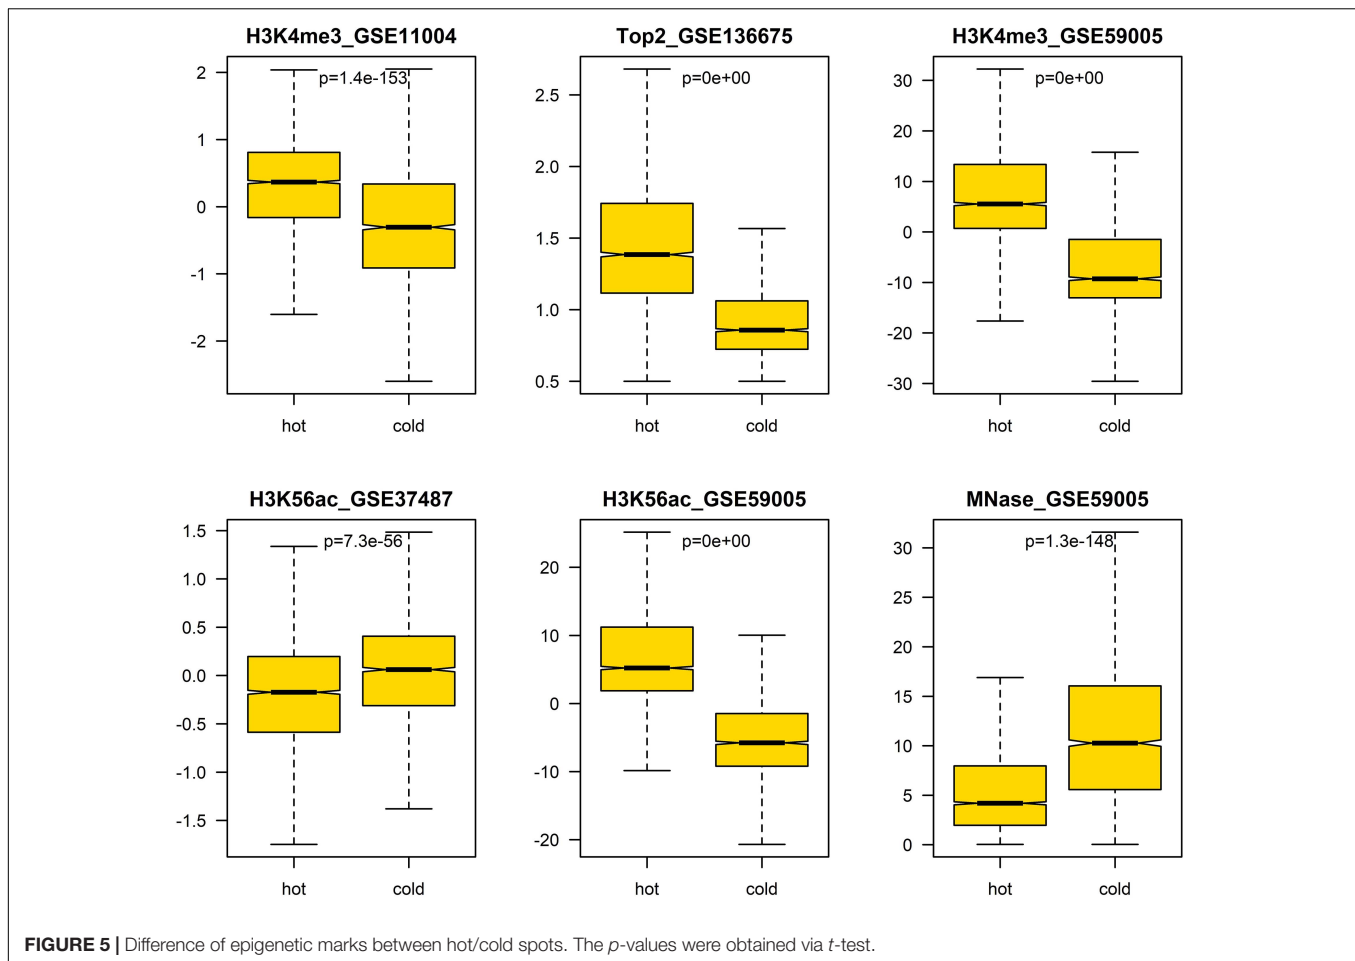 H3K4me3_GSE11004
p=1.4e-153
2
1
0
-1
-2
hot cold
Top2_GSE136675
p=0e+00
2.5
2.0
1.5
1.0
0.5
hot cold
H3K4me3_GSE59005
p=0e+00
30
20
10
0
-10
-20
-30
hot cold
H3K56ac_GSE37487
p=7.3e-56
1.5
1.0
0.5
0.0
-0.5
-1.0
-1.5
hot cold
H3K56ac_GSE59005
p=0e+00
20
10
0
-10
-20
hot cold
MNase_GSE59005
p=1.3e-148
30
25
20
15
10
5
0
hot cold
FIGURE 5 | Difference of epigenetic marks between hot/cold spots. The p-values were obtained via t-test.